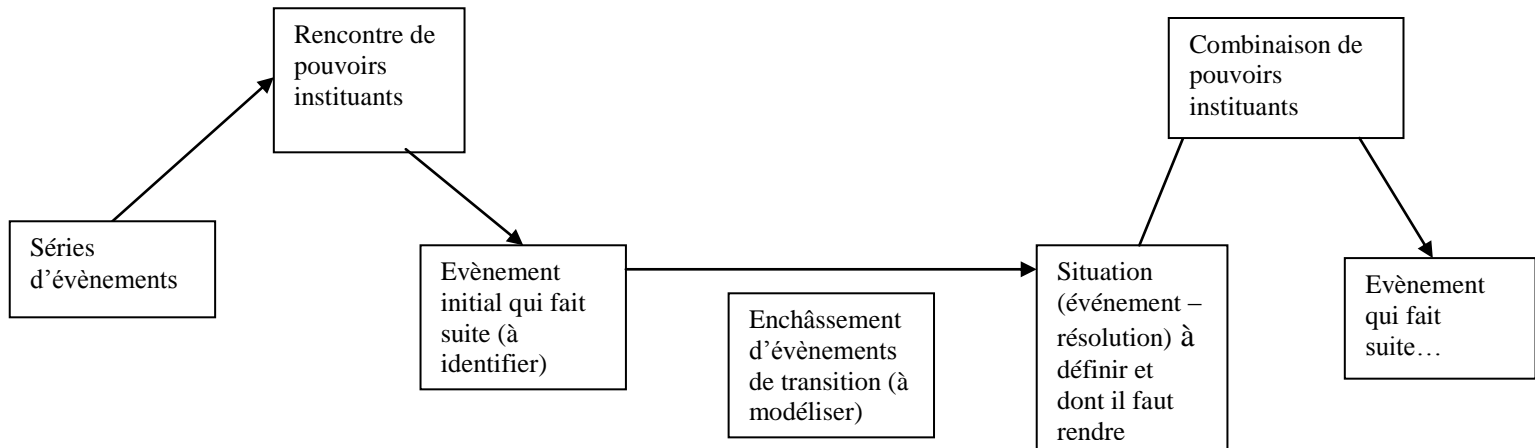 Rencontre de
pouvoirs
instituants
Combinaison de
pouvoirs
instituants
Séries
d’évènements
Evènement
initial qui fait
suite (à
identifier)
Enchâssement
d’évènements
de transition (à
modéliser)
Situation
(événement –
résolution) à
définir et
dont il faut
rendre
Evènement
qui fait
suite…